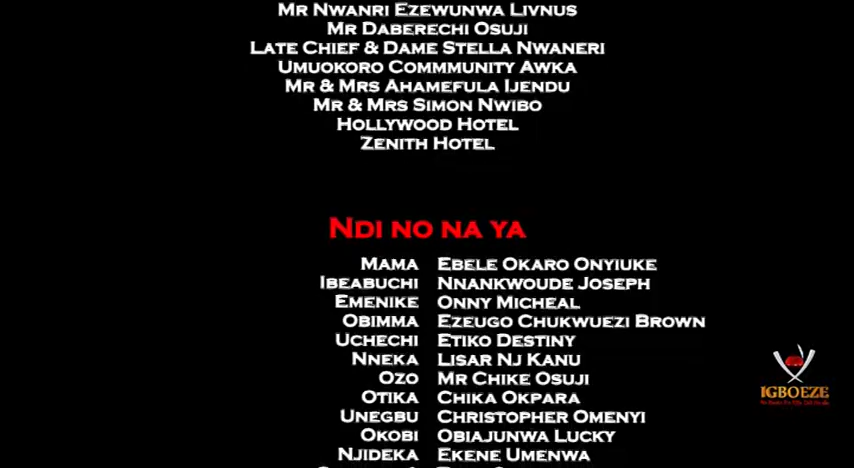 Mr Nwanri Ezewunwa Livnus
Mr Daberechi Osuji
Late Chief & Dame Stella Nwaneri
Umuokoro Commmunity Awka
Mr & Mrs Ahamefula Ijendu
Mr & Mrs Simon Nwibo
Hollywood Hotel
Zenith Hotel
Ndi no na ya
Mama Ebele Okaro Onyiuke
Ibeabuchi Nnankwoude Joseph
Emenike Onny Micheal
Obimma Ezeugo Chukwuezi Brown
Uchechi Etiko Destiny
Nneka Lisar Nj Kanu
Ozo Mr Chike Osuji
Otika Chika Okpara
Unegbu Christopher Omenyi
Okobi Obiajunwa Lucky
Njideka Ekene Umenwa
IGBOEZE